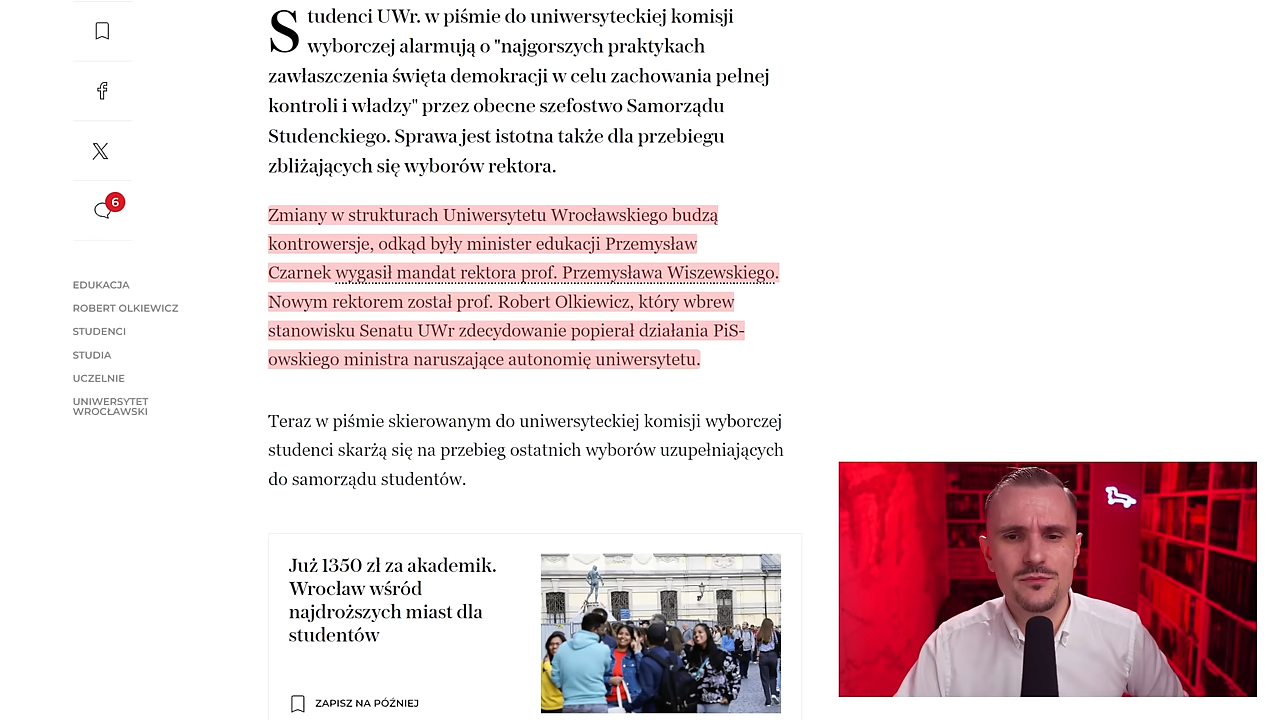 Studenci UWr. w piśmie do uniwersyteckiej komisji
wyborczej alarmują o "najgorszych praktykach
zawłaszczenia święta demokracji w celu zachowania pełnej
kontroli i władzy" przez obecne szefostwo Samorządu
Studenckiego. Sprawa jest istotna także dla przebiegu
zbliżających się wyborów rektora.
6
Zmiany w strukturach Uniwersytetu Wrocławskiego budzą
kontrowersje, odkąd były minister edukacji Przemysław
Czarnek wygasił mandat rektora prof. Przemysława Wiszewskiego.
Nowym rektorem został prof. Robert Olkiewicz, który wbrew
stanowisku Senatu UWr zdecydowanie popierał działania PiS-
owskiego ministra naruszające autonomię uniwersytetu.
EDUKACJA
ROBERT OLKIEWICZ
STUDENCI
STUDIA
UCZELNIE
UNIWERSYTET
WROCŁAWSKI
Teraz w piśmie skierowanym do uniwersyteckiej komisji wyborczej
studenci skarżą się na przebieg ostatnich wyborów uzupełniających
do samorządu studentów.
Już 1350 zł za akademik.
Wrocław wśród
najdroższych miast dla
studentów
ZAPISZ NA PÓŹNIEJ